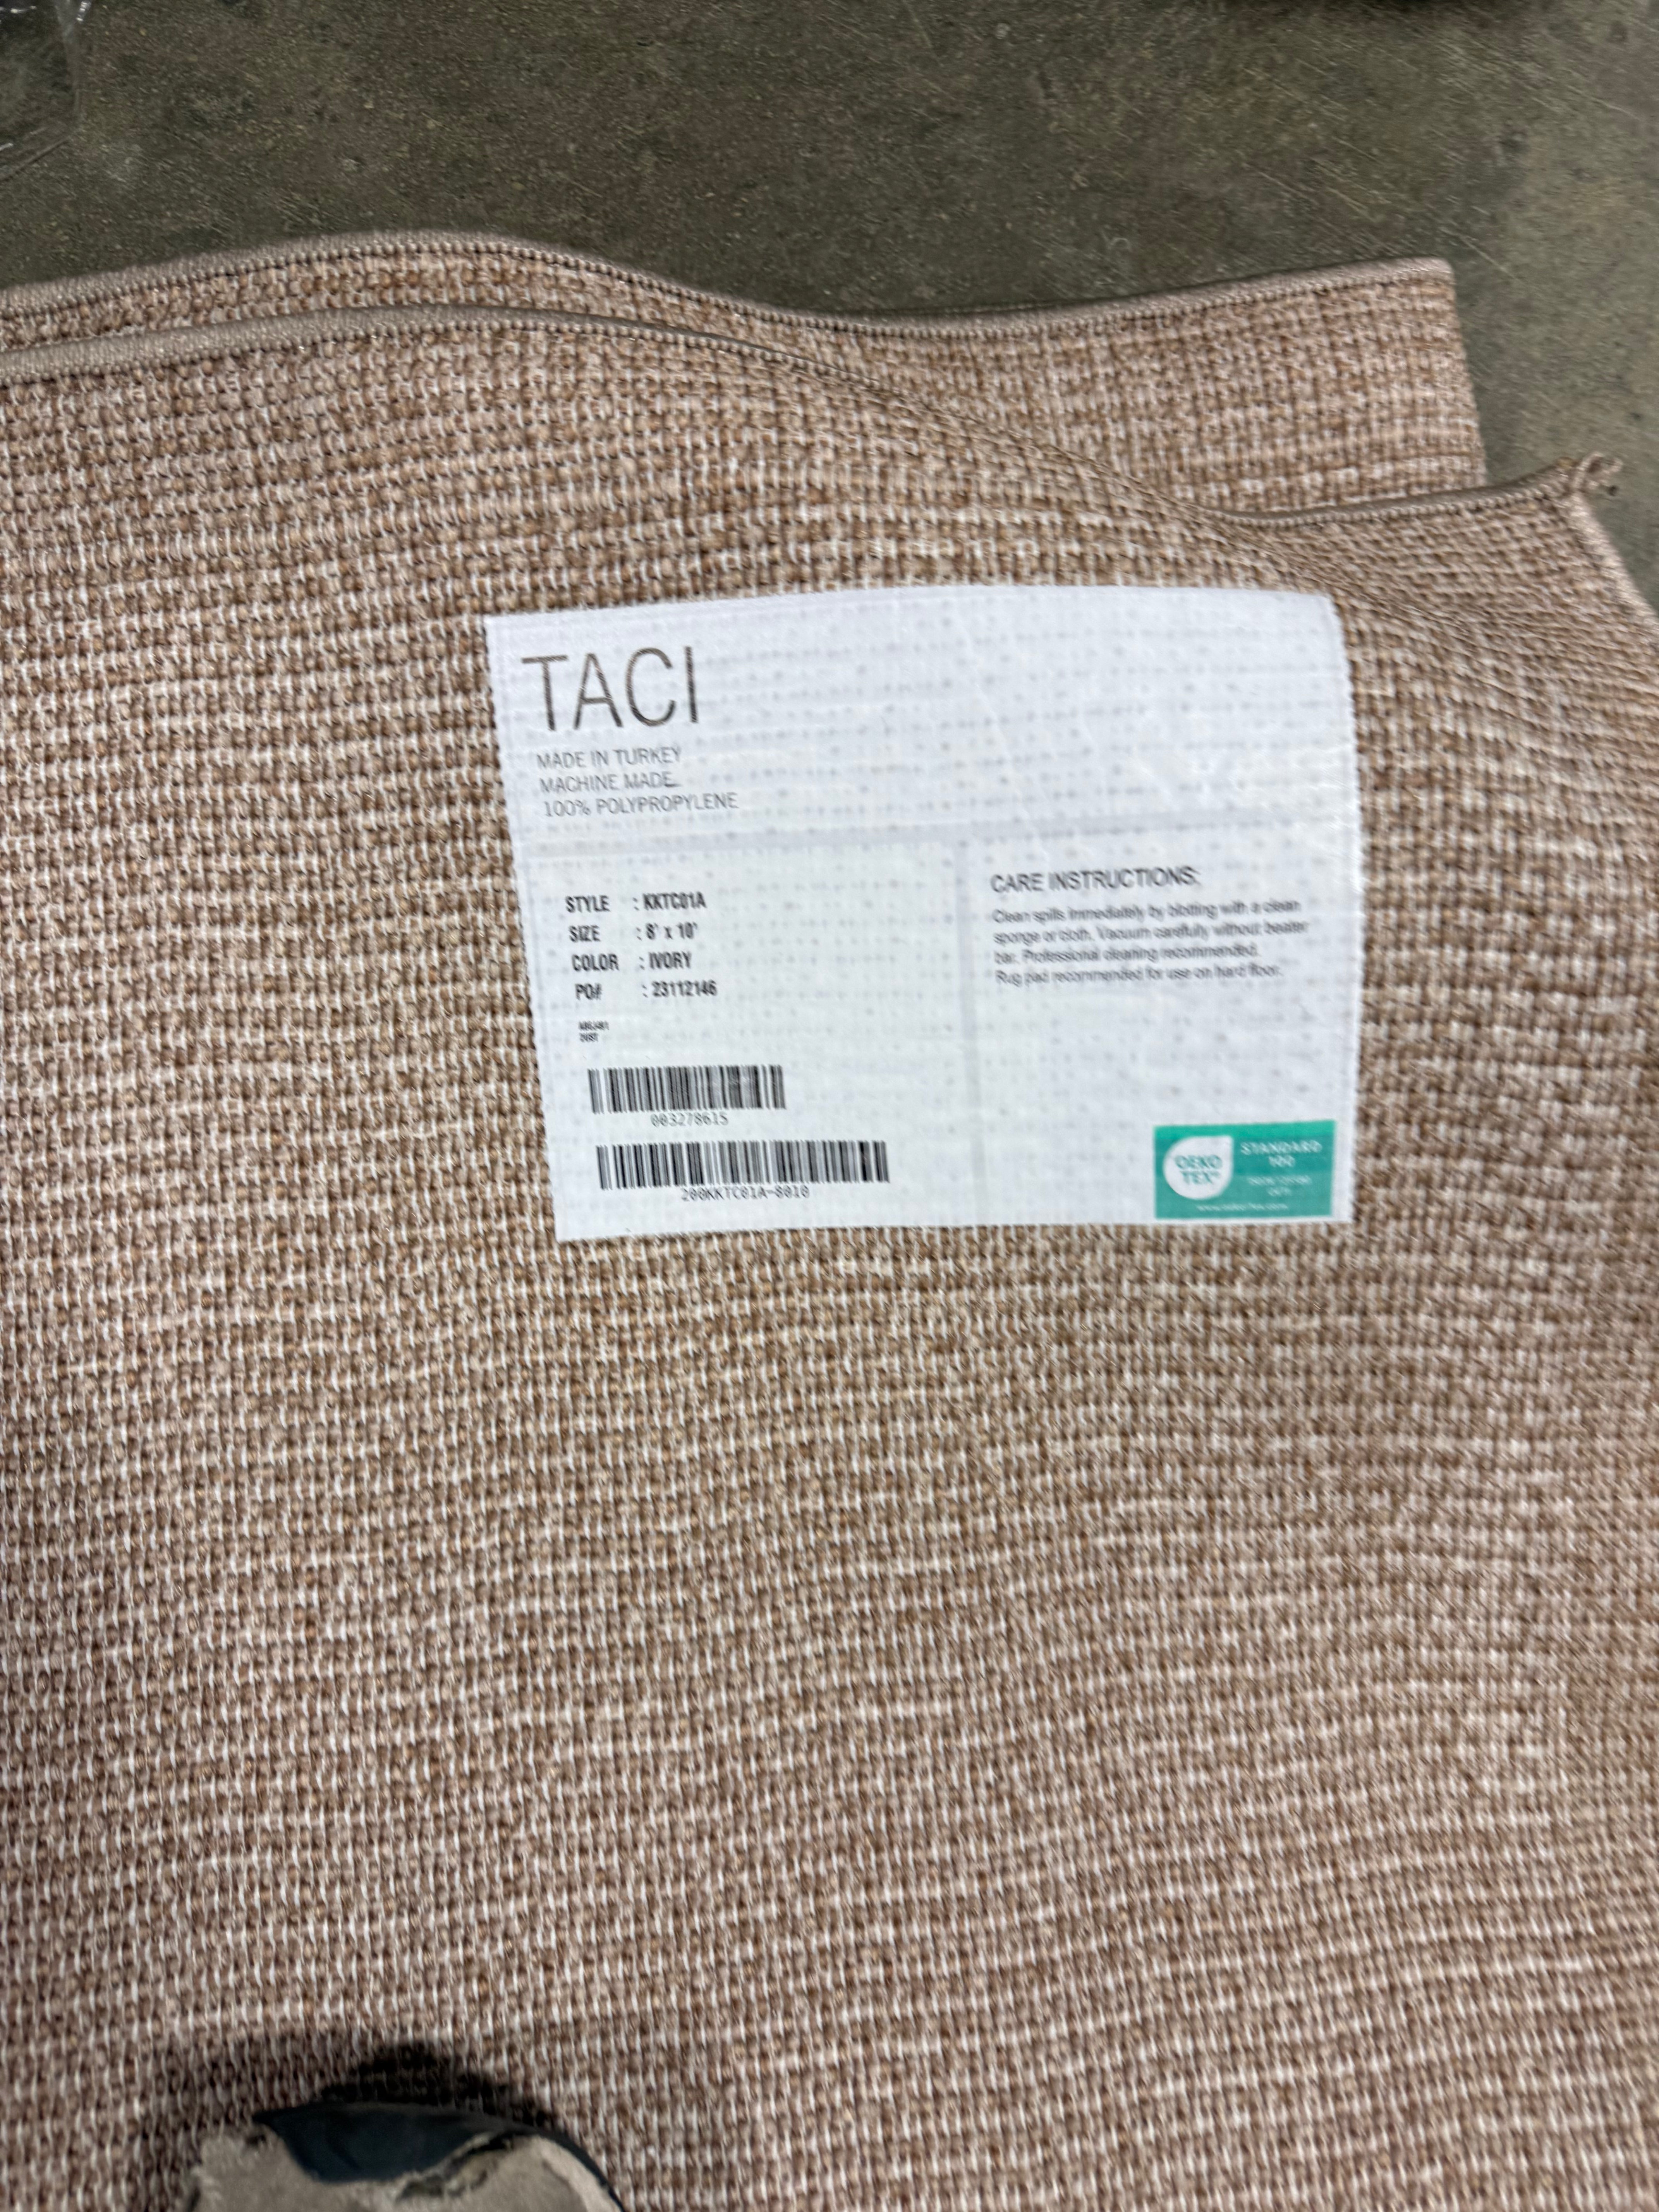 TACI
MADE IN TURKEY
MACHINE MADE
100% POLYPROPYLENE
STYLE : KKTC01A
SIZE : 8' x 10'
COLOR : IVORY
PO# : 23112146
003278615
200KKTC01A-8010
CARE INSTRUCTIONS:
Clean spills immediately by blotting with a clean
sponge or cloth. Vacuum carefully without beater
bar. Professional cleaning recommended.
Rug pad recommended for use on hard floor.
OEKO
TEX®
STANDARD
100